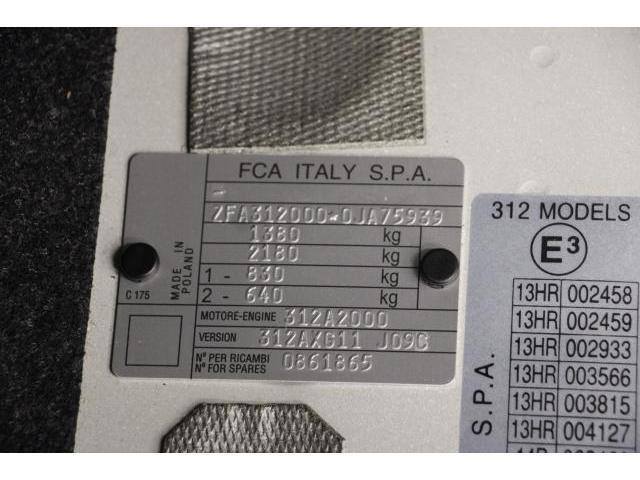 FCA ITALY S.P.A.
-
ZFA312000*0JA75939
1380 kg
2180 kg
1 - 830 kg
2 - 640 kg
MADE IN
POLAND
C 175
MOTORE-ENGINE 312A2000
VERSION 312AXG11 J09C
N° PER RICAMBI
N° FOR SPARES 0861865
312 MODELS
E3
S.P.A.
13HR 002458
13HR 002459
13HR 002933
13HR 003566
13HR 003815
13HR 004127